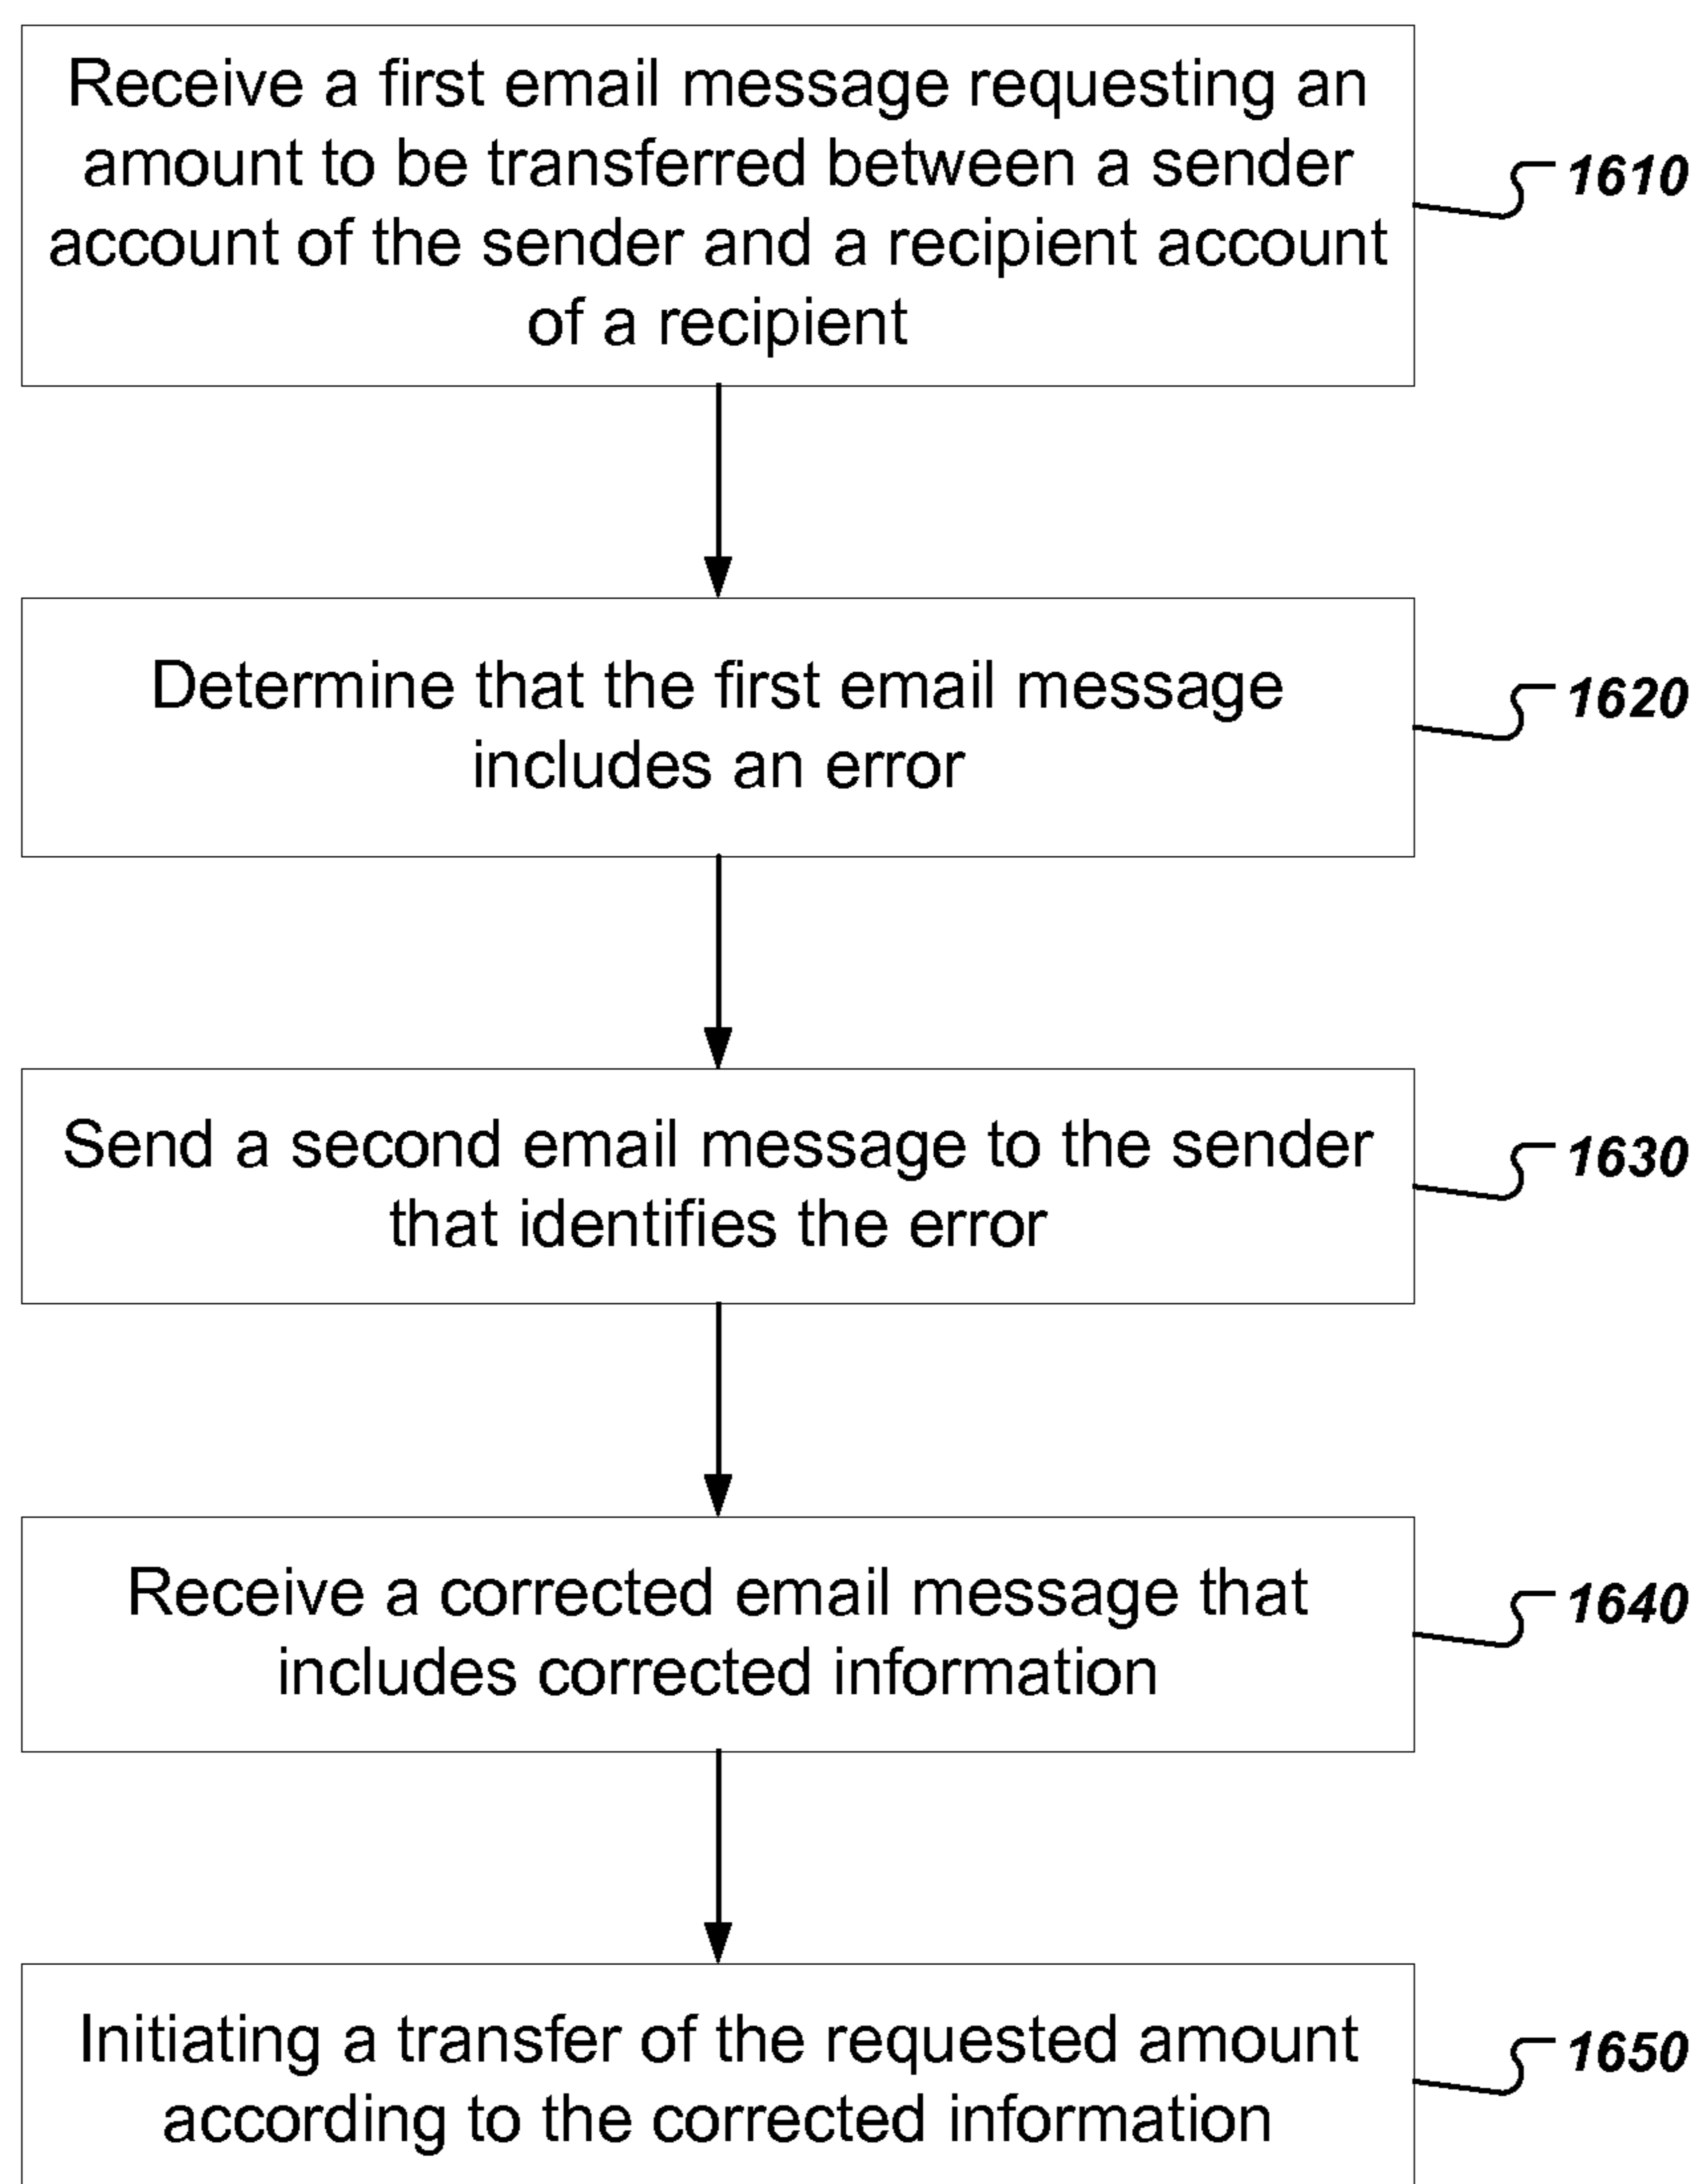 Receive a first email message requesting an
amount to be transferred between a sender
account of the sender and a recipient account
of a recipient
1610
Determine that the first email message
includes an error
1620
Send a second email message to the sender
that identifies the error
1630
Receive a corrected email message that
includes corrected information
1640
Initiating a transfer of the requested amount
according to the corrected information
1650